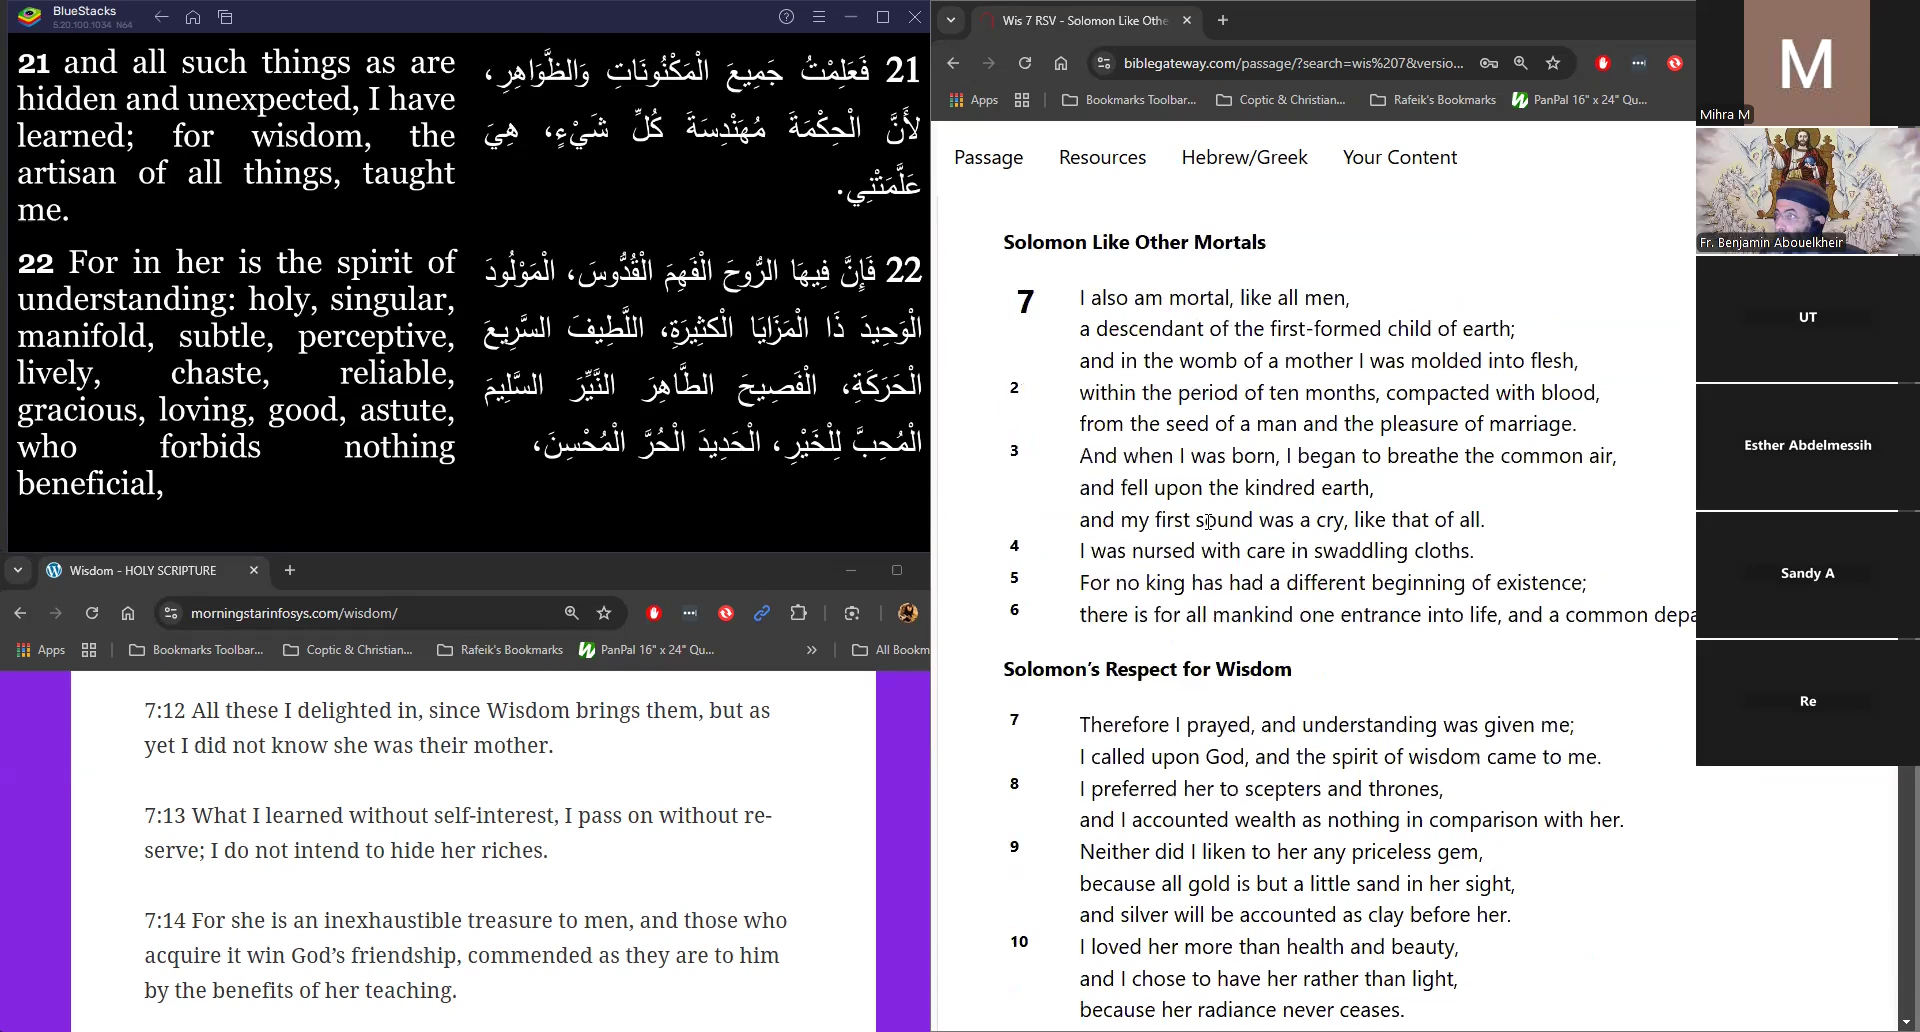 BlueStacks
5.20.100.1034 N64
21 and all such things as are
hidden and unexpected, I have
learned; for wisdom, the
artisan of all things, taught
me.
22 For in her is the spirit of
understanding: holy, singular,
manifold, subtle, perceptive,
lively, chaste, reliable,
gracious, loving, good, astute,
who forbids nothing
beneficial,
21 فَعَلِمْتُ جَمِيعَ الْمَكْنُونَاتِ وَالظَّوَاهِرِ،
لأَنَّ الْحِكْمَةَ مُهَنْدِسَةَ كُلِّ شَيْءٍ، هِيَ
عَلَّمَتْنِي.
22 فَإِنَّ فِيهَا الرُّوحَ الْفَهِمَ الْقُدُّوسَ، الْمَوْلُودَ
الْوَحِيدَ ذَا الْمَزَايَا الْكَثِيرَةِ، اللَّطِيفَ السَّرِيعَ
الْحَرَكَةِ، الْفَصِيحَ الطَّاهِرَ النَّيِّرَ السَّلِيمَ
الْمُحِبَّ لِلْخَيْرِ، الْحَدِيدَ الْحُرَّ الْمُحْسِنَ،
Wisdom - HOLY SCRIPTURE
morningstarinfosys.com/wisdom/
Apps Bookmarks Toolbar... Coptic & Christian... Rafeik's Bookmarks PanPal 16" x 24" Qu... » All Bookm
7:12 All these I delighted in, since Wisdom brings them, but as
yet I did not know she was their mother.
7:13 What I learned without self-interest, I pass on without re-
serve; I do not intend to hide her riches.
7:14 For she is an inexhaustible treasure to men, and those who
acquire it win God's friendship, commended as they are to him
by the benefits of her teaching.
Wis 7 RSV - Solomon Like Othe
biblegateway.com/passage/?search=wis%207&versio...
Apps Bookmarks Toolbar... Coptic & Christian... Rafeik's Bookmarks PanPal 16" x 24" Qu...
Passage Resources Hebrew/Greek Your Content
Solomon Like Other Mortals
7 I also am mortal, like all men,
a descendant of the first-formed child of earth;
and in the womb of a mother I was molded into flesh,
2 within the period of ten months, compacted with blood,
from the seed of a man and the pleasure of marriage.
3 And when I was born, I began to breathe the common air,
and fell upon the kindred earth,
and my first sound was a cry, like that of all.
4 I was nursed with care in swaddling cloths.
5 For no king has had a different beginning of existence;
6 there is for all mankind one entrance into life, and a common depa
Solomon's Respect for Wisdom
7 Therefore I prayed, and understanding was given me;
I called upon God, and the spirit of wisdom came to me.
8 I preferred her to scepters and thrones,
and I accounted wealth as nothing in comparison with her.
9 Neither did I liken to her any priceless gem,
because all gold is but a little sand in her sight,
and silver will be accounted as clay before her.
10 I loved her more than health and beauty,
and I chose to have her rather than light,
because her radiance never ceases.
M
Mihra M
Fr. Benjamin Abouelkheir
UT
Esther Abdelmessih
Sandy A
Re